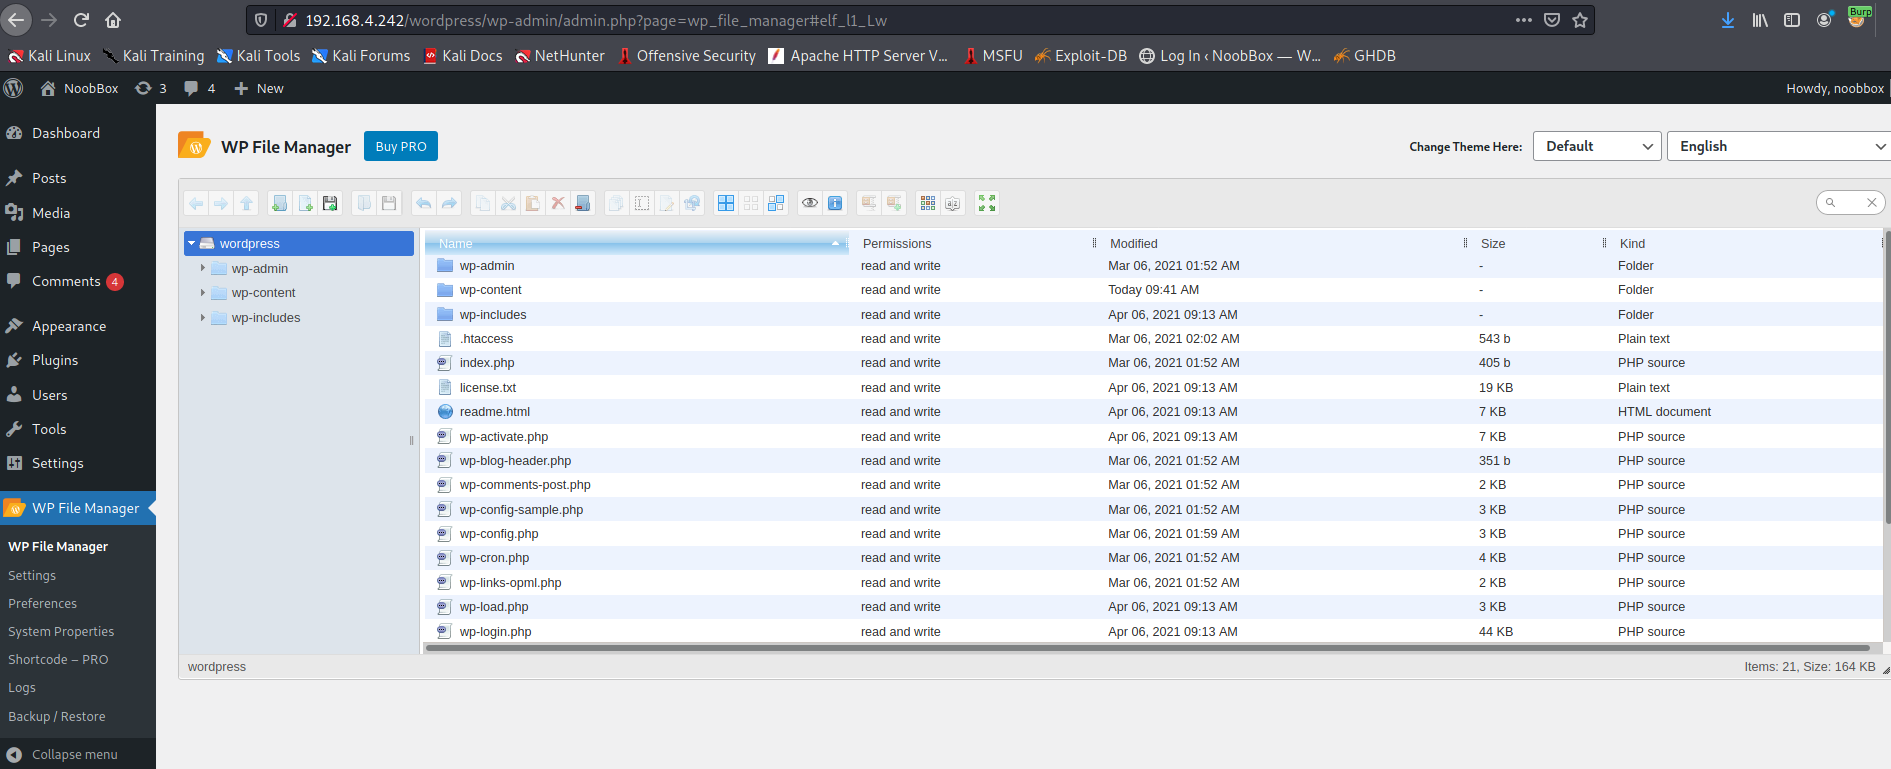 192.168.4.242/wordpress/wp-admin/admin.php?page=wp_file_manager#elf_l1_Lw
Burp
Kali Linux Kali Training Kali Tools Kali Forums Kali Docs NetHunter Offensive Security Apache HTTP Server V... MSFU Exploit-DB Log In ‹ NoobBox — W... GHDB
NoobBox 3 4 New Howdy, noobbox
Dashboard
Posts
Media
Pages
Comments 4
Appearance
Plugins
Users
Tools
Settings
WP File Manager
WP File Manager
Settings
Preferences
System Properties
Shortcode – PRO
Logs
Backup / Restore
Collapse menu
WP File Manager Buy PRO Change Theme Here: Default English
wordpress
wp-admin
wp-content
wp-includes
Name Permissions Modified Size Kind
wp-admin read and write Mar 06, 2021 01:52 AM - Folder
wp-content read and write Today 09:41 AM - Folder
wp-includes read and write Apr 06, 2021 09:13 AM - Folder
.htaccess read and write Mar 06, 2021 02:02 AM 543 b Plain text
index.php read and write Mar 06, 2021 01:52 AM 405 b PHP source
license.txt read and write Apr 06, 2021 09:13 AM 19 KB Plain text
readme.html read and write Apr 06, 2021 09:13 AM 7 KB HTML document
wp-activate.php read and write Apr 06, 2021 09:13 AM 7 KB PHP source
wp-blog-header.php read and write Mar 06, 2021 01:52 AM 351 b PHP source
wp-comments-post.php read and write Mar 06, 2021 01:52 AM 2 KB PHP source
wp-config-sample.php read and write Mar 06, 2021 01:52 AM 3 KB PHP source
wp-config.php read and write Mar 06, 2021 01:59 AM 3 KB PHP source
wp-cron.php read and write Mar 06, 2021 01:52 AM 4 KB PHP source
wp-links-opml.php read and write Mar 06, 2021 01:52 AM 2 KB PHP source
wp-load.php read and write Apr 06, 2021 09:13 AM 3 KB PHP source
wp-login.php read and write Apr 06, 2021 09:13 AM 44 KB PHP source
wordpress Items: 21, Size: 164 KB